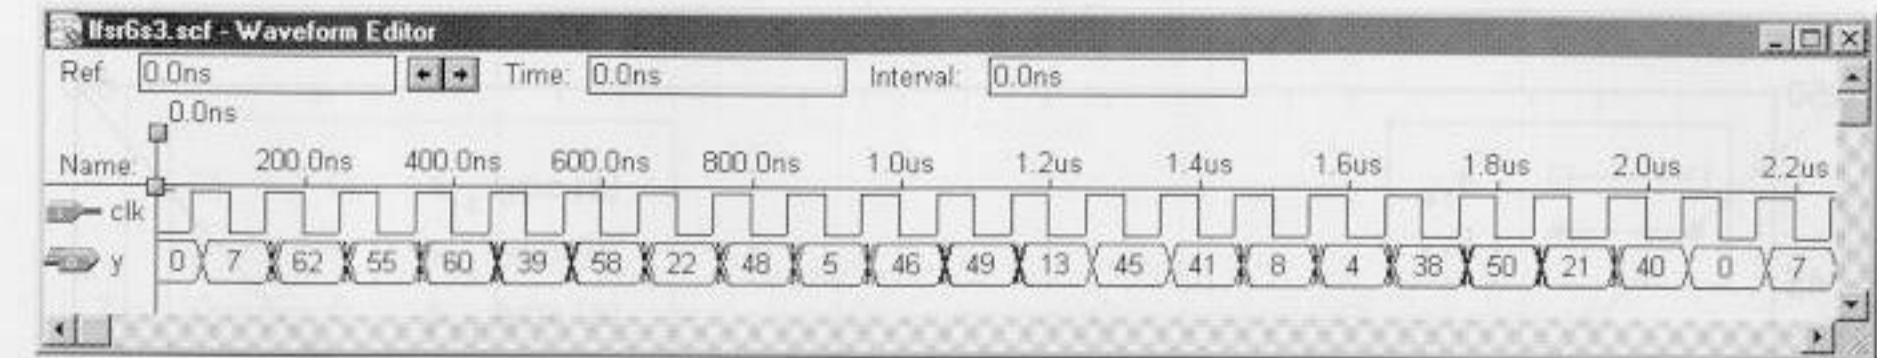 lfsr6s3.scf - Waveform Editor
Ref: 0.0ns Time: 0.0ns Interval: 0.0ns
0.0ns
Name: 200.0ns 400.0ns 600.0ns 800.0ns 1.0us 1.2us 1.4us 1.6us 1.8us 2.0us 2.2us
clk
y 0 7 62 55 60 39 58 22 48 5 46 49 13 45 41 8 4 38 50 21 40 0 7